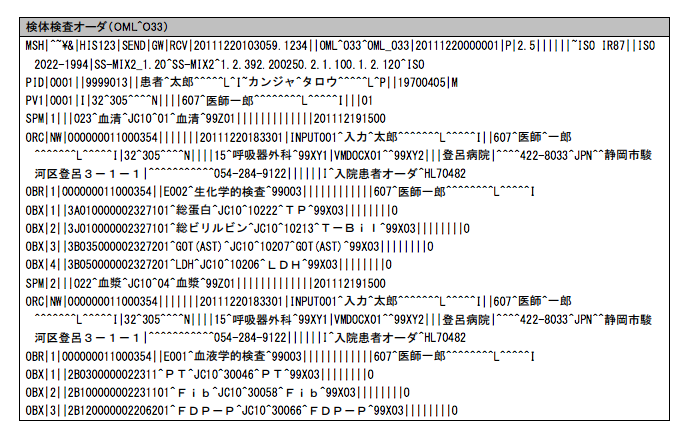 検体検査オーダ(OML^O33)
MSH|^~¥&|HIS123|SEND|GW|RCV|20111220103059.1234||OML^O33^OML_O33|20111220000001|P|2.5||||||~ISO IR87||ISO
2022-1994|SS-MIX2_1.20^SS-MIX2^1.2.392.200250.2.1.100.1.2.120^ISO
PID|0001||9999013||患者^太郎^^^^^L^I~カンジャ^タロウ^^^^^L^P||19700405|M
PV1|0001|I|32^305^^^^N||||607^医師一郎^^^^^^^^L^^^^^I|||01
SPM|1|||023^血清^JC10^01^血清^99Z01|||||||||||||201112191500
ORC|NW|000000011000354|||||||20111220183301|INPUT001^入力^太郎^^^^^^^L^^^^^I||607^医師^一郎
^^^^^^^L^^^^^I|32^305^^^^N||||15^呼吸器外科^99XY1|VMDOCX01^^99XY2|||登呂病院|^^^^422-8033^JPN^^静岡市駿
河区登呂3-1-1|^^^^^^^^^^^054-284-9122||||||I^入院患者オーダ^HL70482
OBR|1|000000011000354||E002^生化学的検査^99003||||||||||||607^医師一郎^^^^^^^^L^^^^^I
OBX|1||3A010000002327101^総蛋白^JC10^10222^TP^99X03||||||||O
OBX|2||3J010000002327101^総ビリルビン^JC10^10213^T-Bil^99X03||||||||O
OBX|3||3B035000002327201^GOT(AST)^JC10^10207^GOT(AST)^99X03||||||||O
OBX|4||3B050000002327201^LDH^JC10^10206^LDH^99X03||||||||O
SPM|2|||022^血漿^JC10^04^血漿^99Z01|||||||||||||201112191500
ORC|NW|000000011000354|||||||20111220183301|INPUT001^入力^太郎^^^^^^^L^^^^^I||607^医師^一郎
^^^^^^^L^^^^^I|32^305^^^^N||||15^呼吸器外科^99XY1|VMDOCX01^^99XY2|||登呂病院|^^^^422-8033^JPN^^静岡市駿
河区登呂3-1-1|^^^^^^^^^^^054-284-9122||||||I^入院患者オーダ^HL70482
OBR|1|000000011000354||E001^血液学的検査^99003||||||||||||607^医師一郎^^^^^^^^L^^^^^I
OBX|1||2B03000000222311^PT^JC10^30046^PT^99X03||||||||O
OBX|2||2B100000002231101^Fib^JC10^30058^Fib^99X03||||||||O
OBX|3||2B120000002206201^FDP-P^JC10^30066^FDP-P^99X03||||||||O